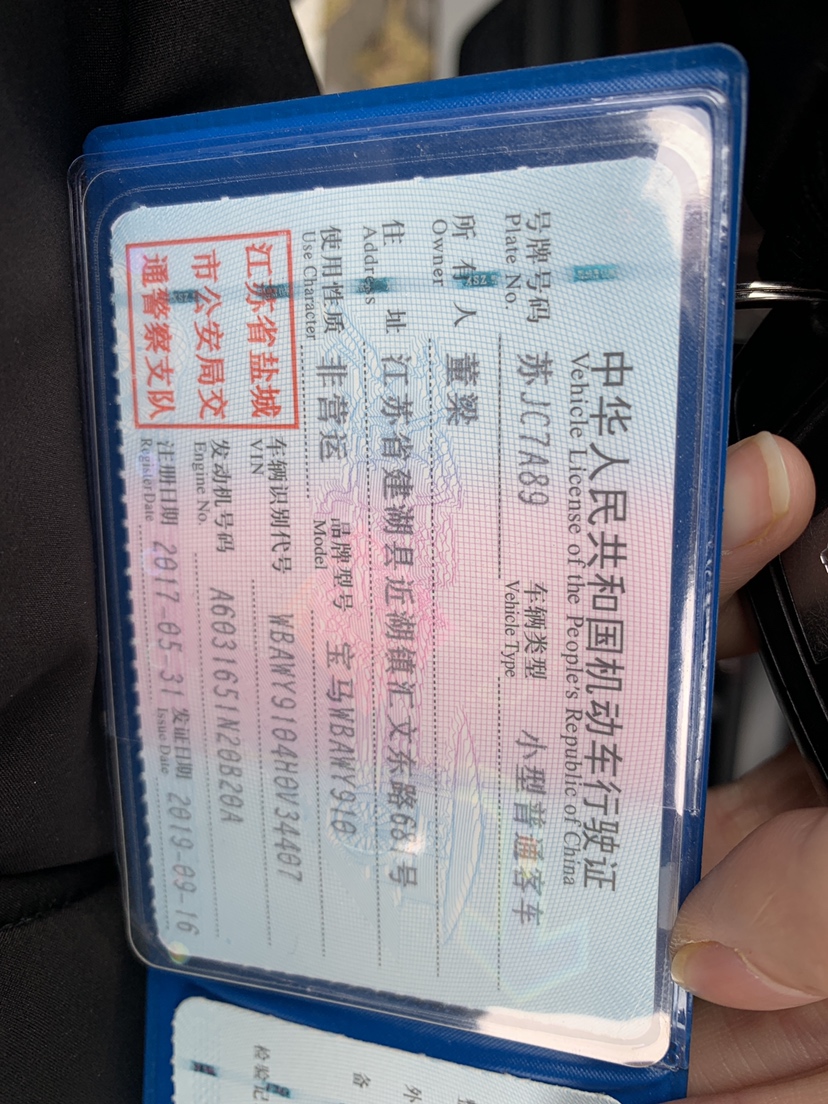 中华人民共和国机动车行驶证
Vehicle License of the People's Republic of China
号牌号码 苏JC7A89 车辆类型 小型普通客车
Plate No. Vehicle Type
所有人 董梁
Owner
住址 江苏省建湖县近湖镇汇文东路687号
Address
使用性质 非营运 品牌型号 宝马WBAWY910
Use Character Model
江苏省盐城
市公安局交
通警察支队
车辆识别代号 WBAWY9104H0V34407
VIN
发动机号码 A6031651N20B20A
Engine No.
注册日期 2017-05-31 发证日期 2019-09-16
Register Date Issue Date
外
备
检验记